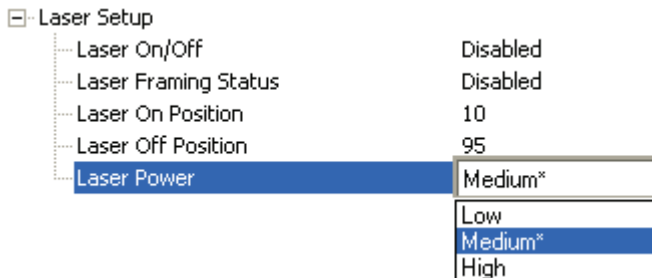 Laser Setup
Laser On/Off Disabled
Laser Framing Status Disabled
Laser On Position 10
Laser Off Position 95
Laser Power Medium*
Low
Medium*
High